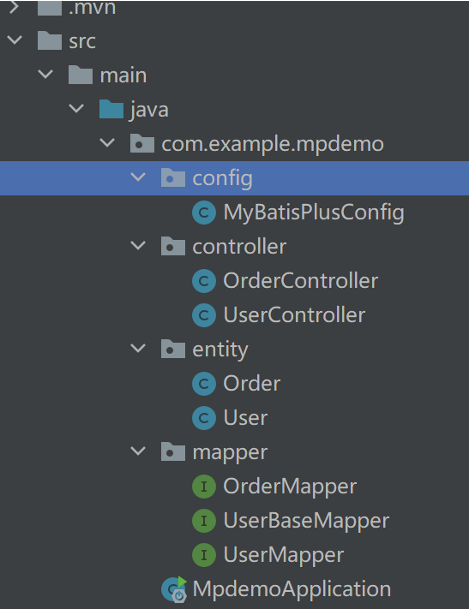 .mvn
src
main
java
com.example.mpdemo
config
MyBatisPlusConfig
controller
OrderController
UserController
entity
Order
User
mapper
OrderMapper
UserBaseMapper
UserMapper
MpdemoApplication